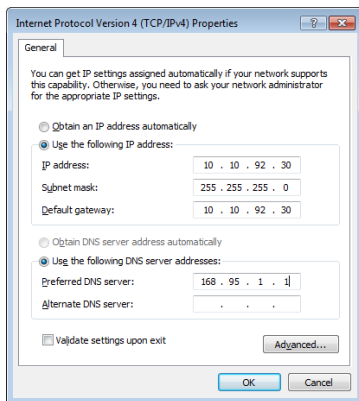 Internet Protocol Version 4 (TCP/IPv4) Properties
General
You can get IP settings assigned automatically if your network supports
this capability. Otherwise, you need to ask your network administrator
for the appropriate IP settings.
Obtain an IP address automatically
Use the following IP address:
IP address: 10 . 10 . 92 . 30
Subnet mask: 255 . 255 . 255 . 0
Default gateway: 10 . 10 . 92 . 30
Obtain DNS server address automatically
Use the following DNS server addresses:
Preferred DNS server: 168 . 95 . 1 . 1
Alternate DNS server: . . .
Validate settings upon exit
Advanced...
OK Cancel